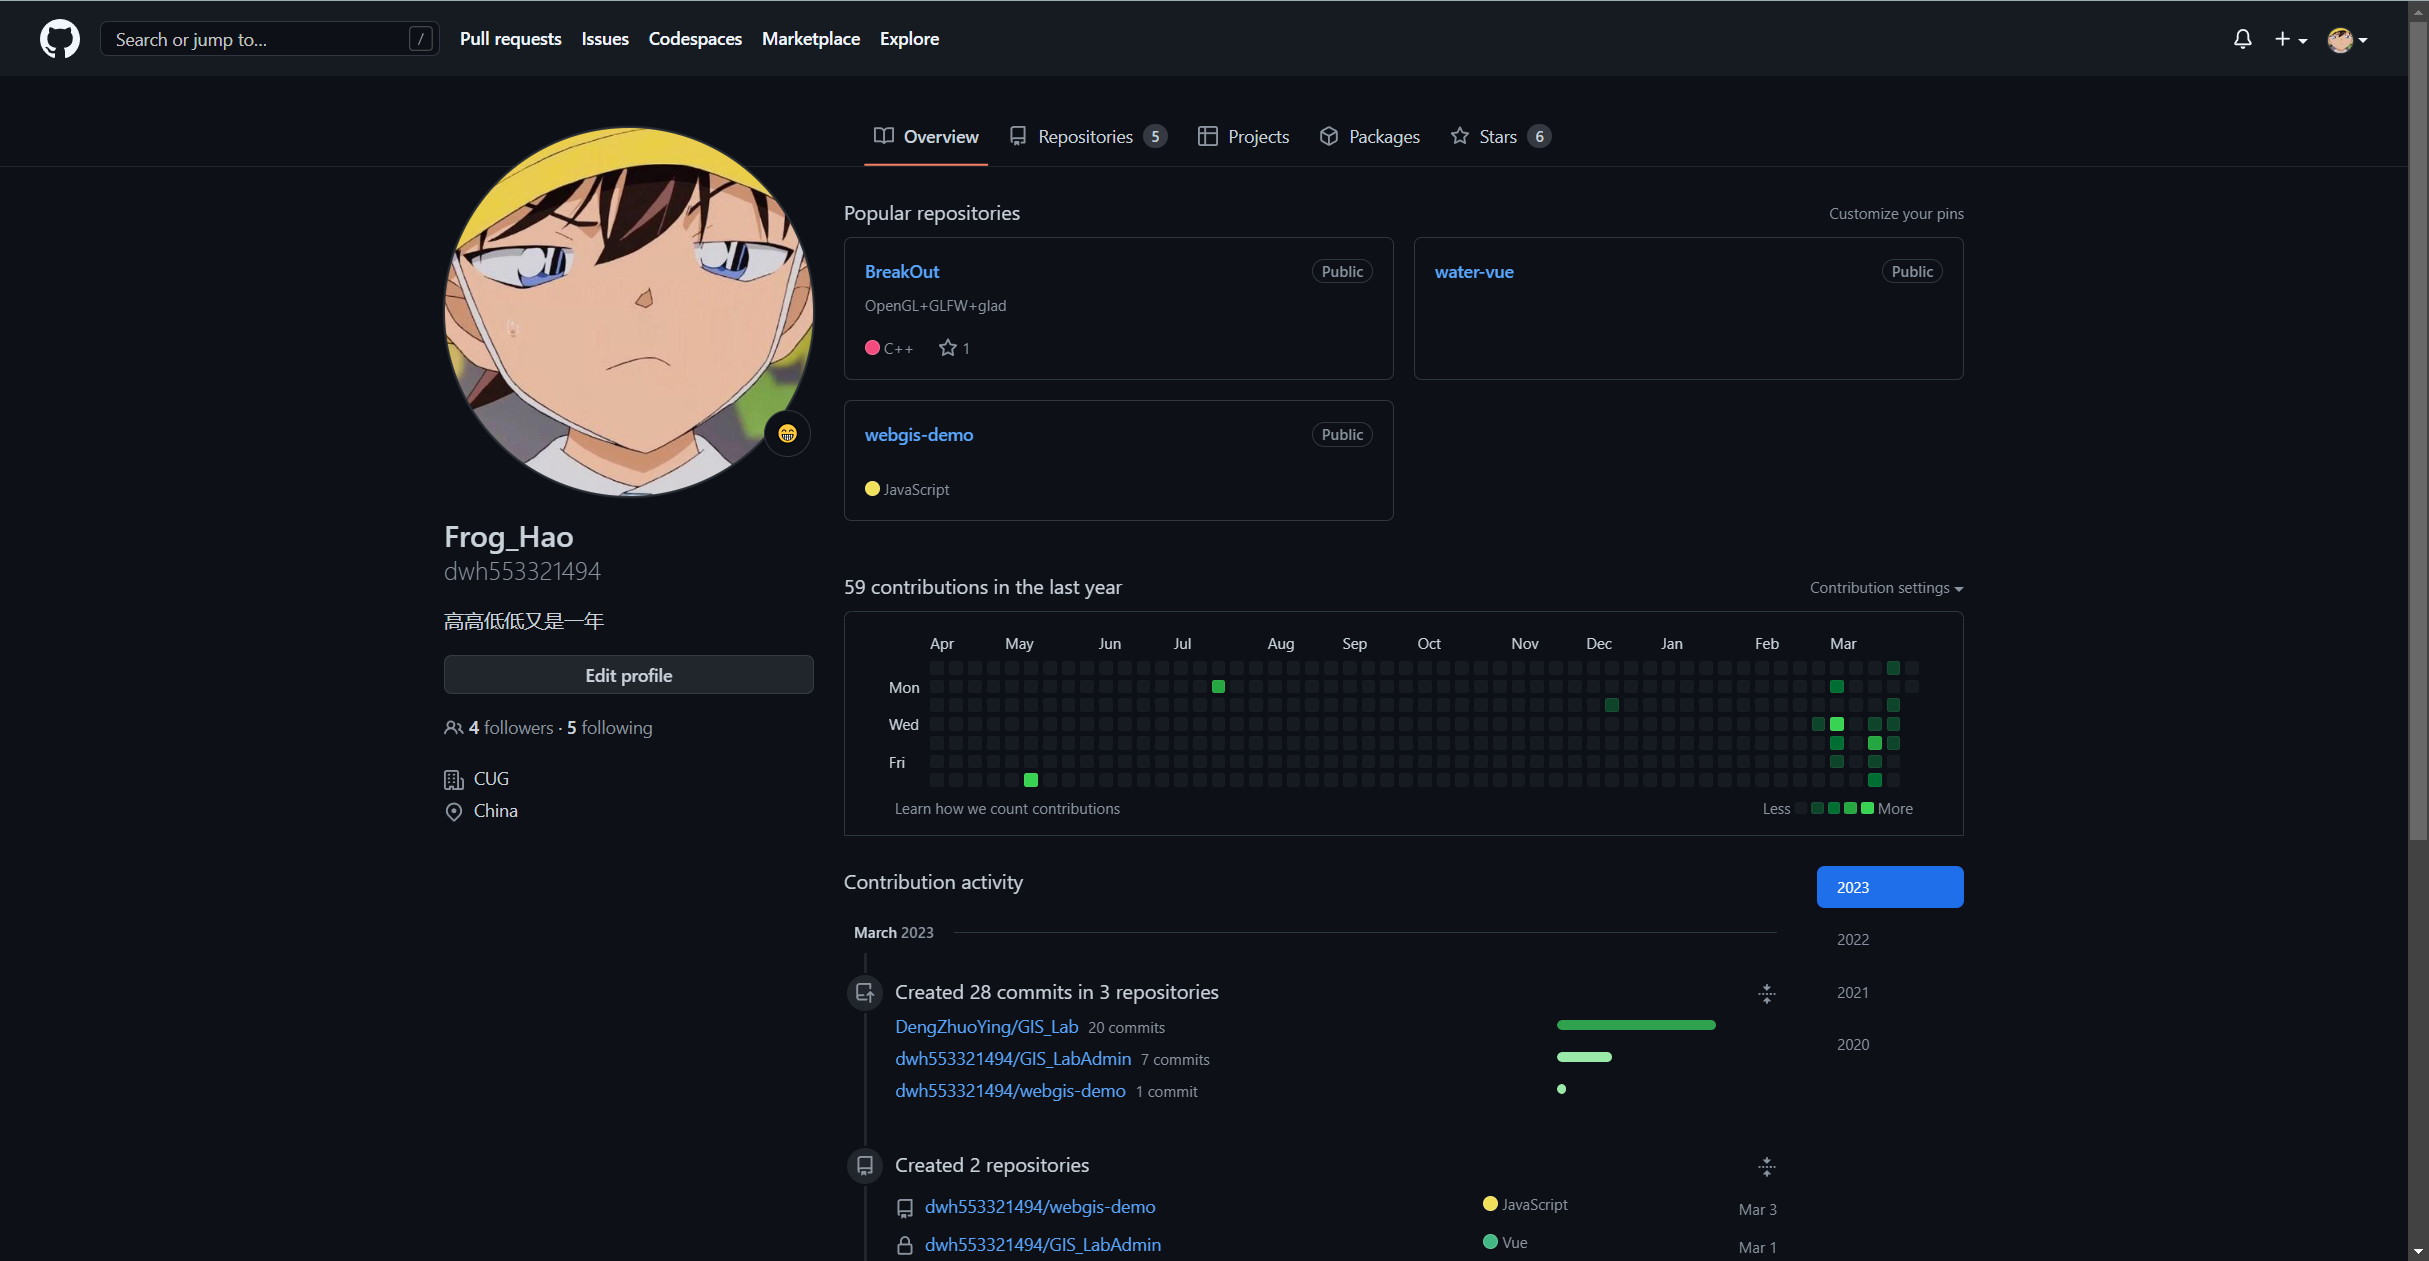 Search or jump to... /
Pull requests Issues Codespaces Marketplace Explore
Overview Repositories 5 Projects Packages Stars 6
Frog_Hao
dwh553321494
高高低低又是一年
Edit profile
4 followers · 5 following
CUG
China
Popular repositories
Customize your pins
BreakOut Public
OpenGL+GLFW+glad
C++ 1
water-vue Public
webgis-demo Public
JavaScript
59 contributions in the last year
Contribution settings
Apr May Jun Jul Aug Sep Oct Nov Dec Jan Feb Mar
Mon
Wed
Fri
Learn how we count contributions
Less More
Contribution activity
2023
2022
2021
2020
March 2023
Created 28 commits in 3 repositories
DengZhuoYing/GIS_Lab 20 commits
dwh553321494/GIS_LabAdmin 7 commits
dwh553321494/webgis-demo 1 commit
Created 2 repositories
dwh553321494/webgis-demo JavaScript Mar 3
dwh553321494/GIS_LabAdmin Vue Mar 1